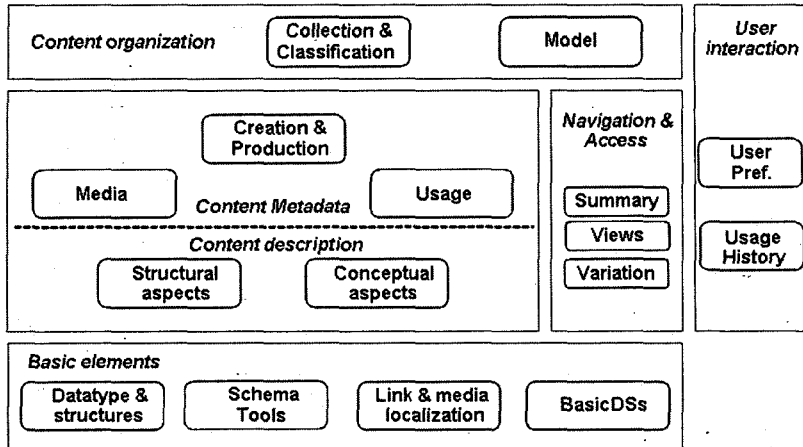 Content organization
Collection &
Classification
Model
User
interaction
Creation &
Production
Media
Usage
Content Metadata
Content description
Structural
aspects
Conceptual
aspects
Navigation &
Access
Summary
Views
Variation
User
Pref.
Usage
History
Basic elements
Datatype &
structures
Schema
Tools
Link & media
localization
BasicDSs